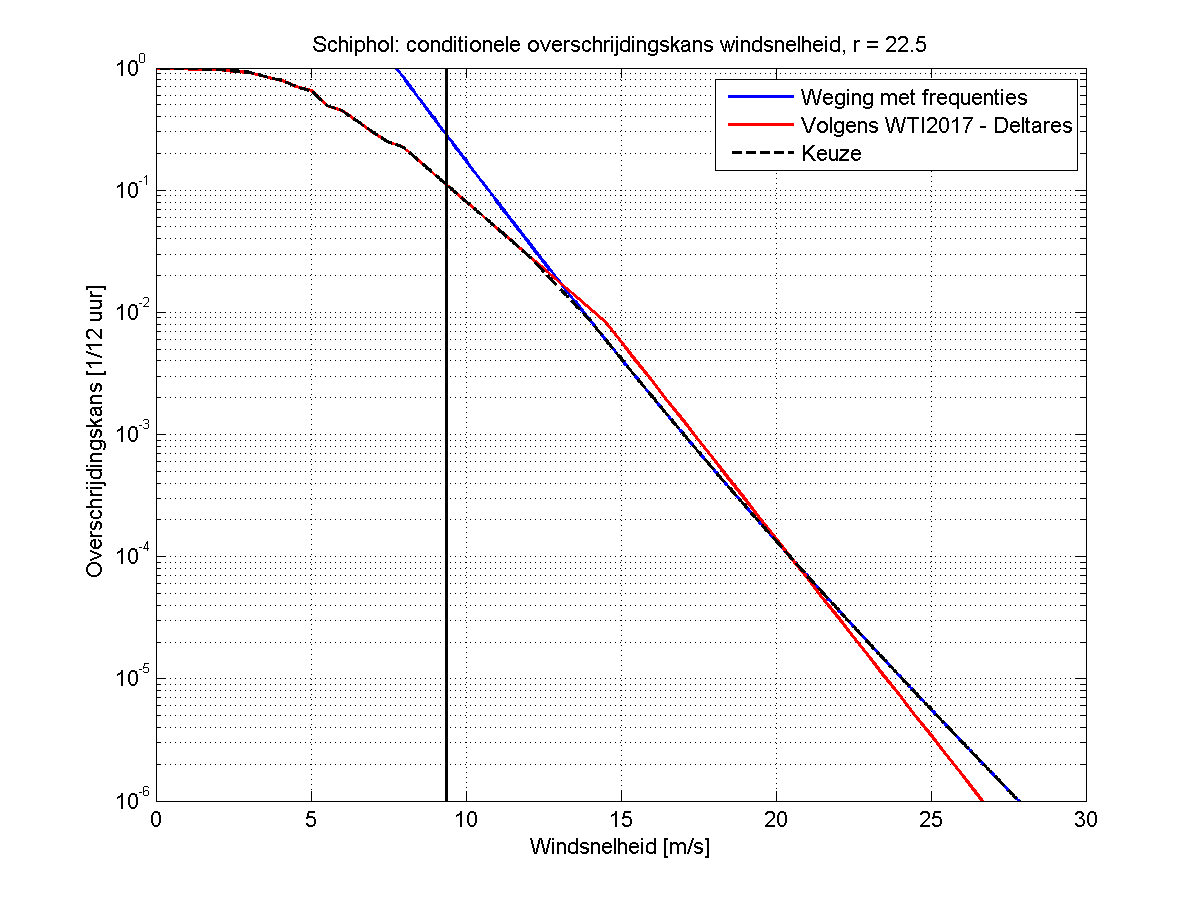 Schiphol: conditionele overschrijdingskans windsnelheid, r = 22.5
Weging met frequenties
Volgens WTI2017 - Deltares
Keuze
Overschrijdingskans [1/12 uur]
10^0
10^-1
10^-2
10^-3
10^-4
10^-5
10^-6
0 5 10 15 20 25 30
Windsnelheid [m/s]